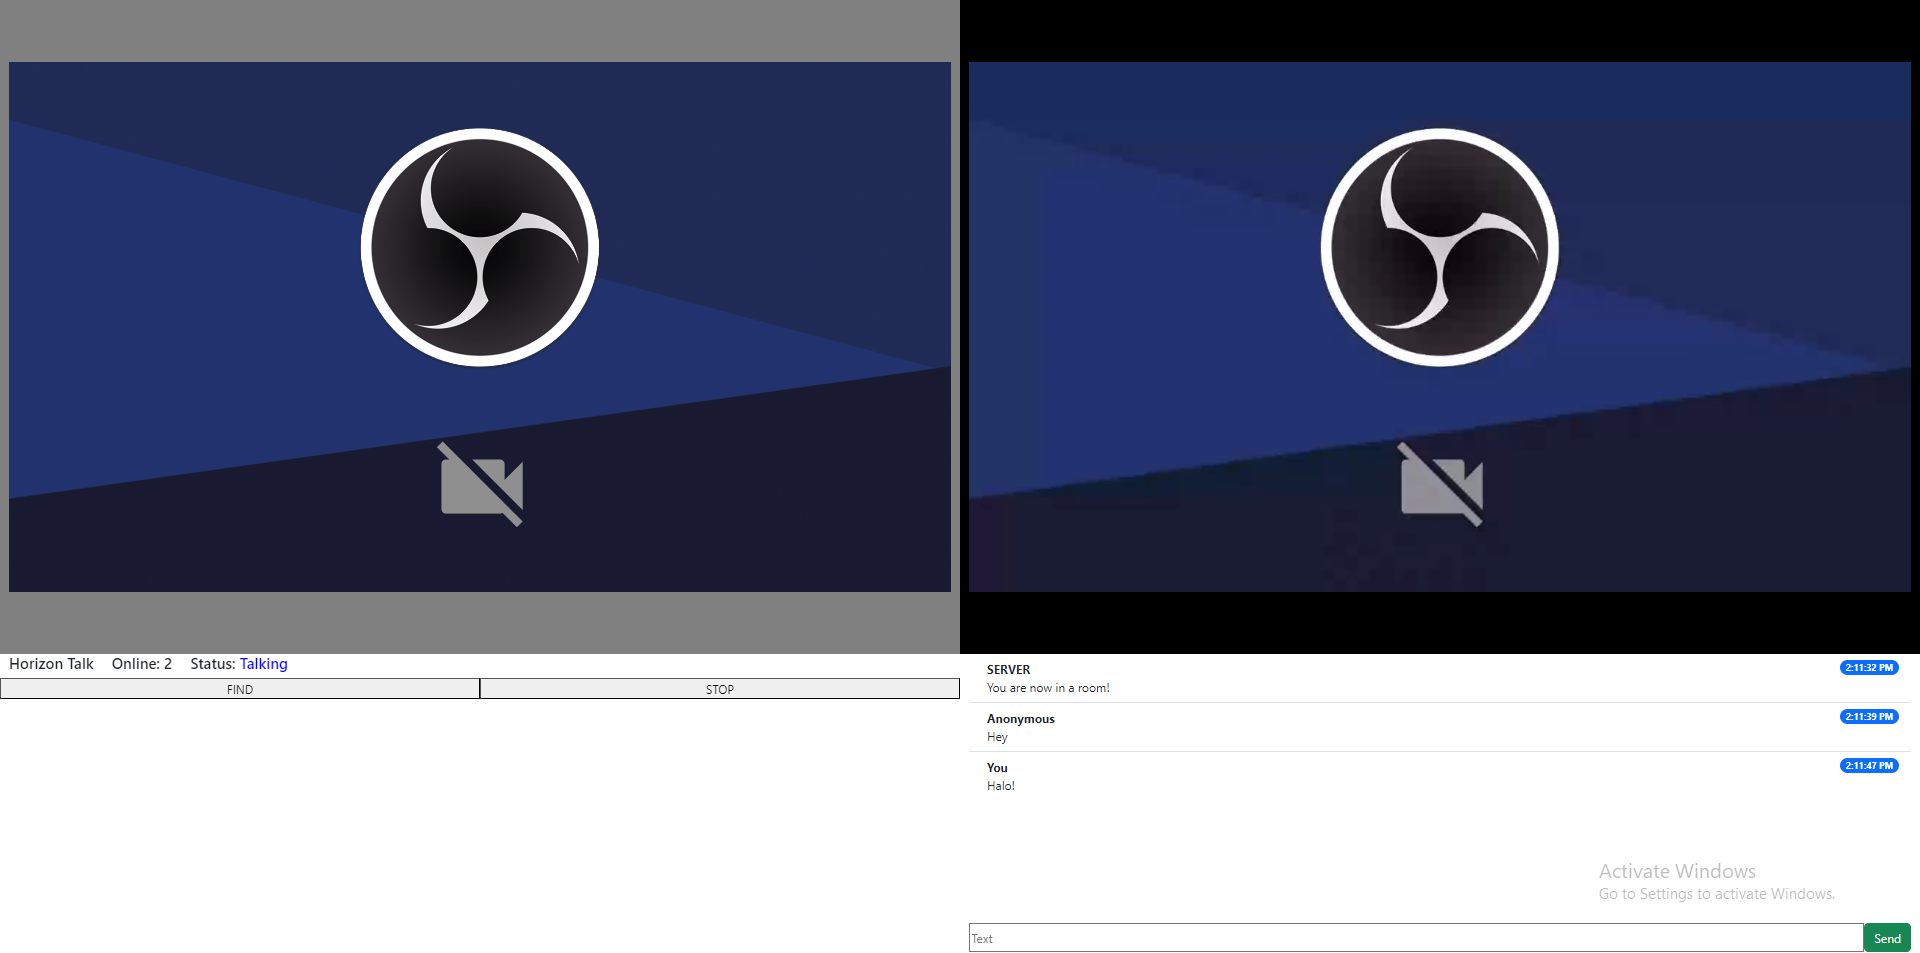 Horizon Talk Online: 2 Status: Talking
FIND STOP
SERVER 2:11:32 PM
You are now in a room!
Anonymous 2:11:39 PM
Hey
You 2:11:47 PM
Halo!
Activate Windows
Go to Settings to activate Windows.
Text Send